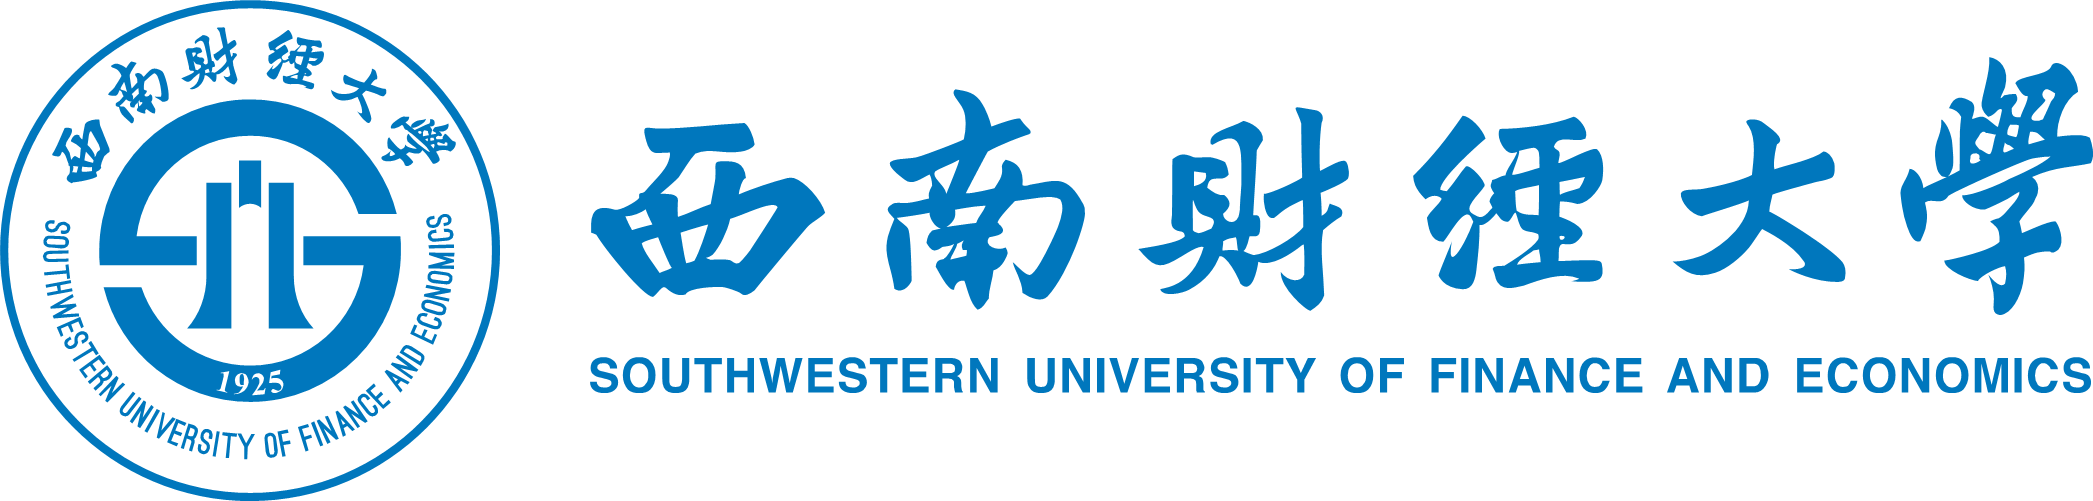 西南財經大學
1925
SOUTHWESTERN UNIVERSITY OF FINANCE AND ECONOMICS
西南財經大學
SOUTHWESTERN UNIVERSITY OF FINANCE AND ECONOMICS